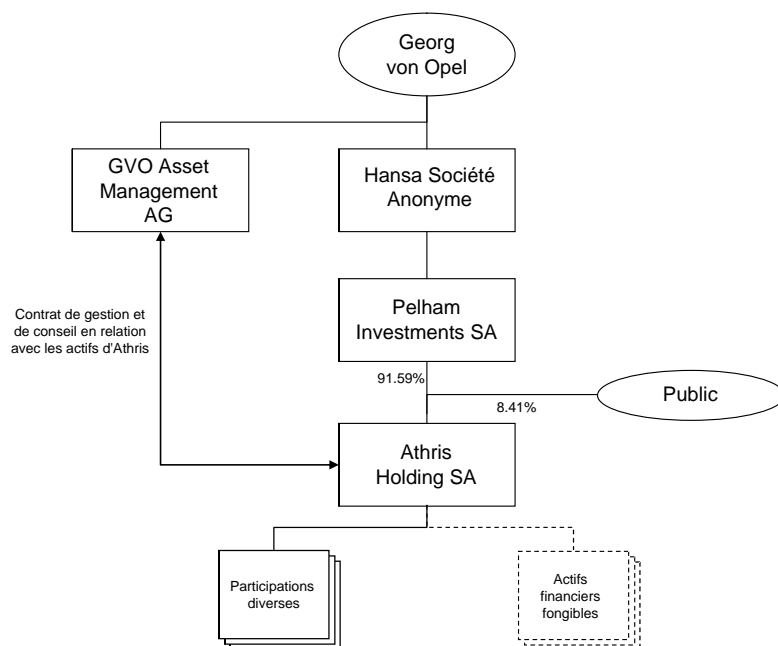 Georg
von Opel
GVO Asset
Management
AG
Hansa Société
Anonyme
Contrat de gestion et
de conseil en relation
avec les actifs d'Athris
Pelham
Investments SA
91.59%
8.41%
Public
Athris
Holding SA
Participations
diverses
Actifs
financiers
fongibles